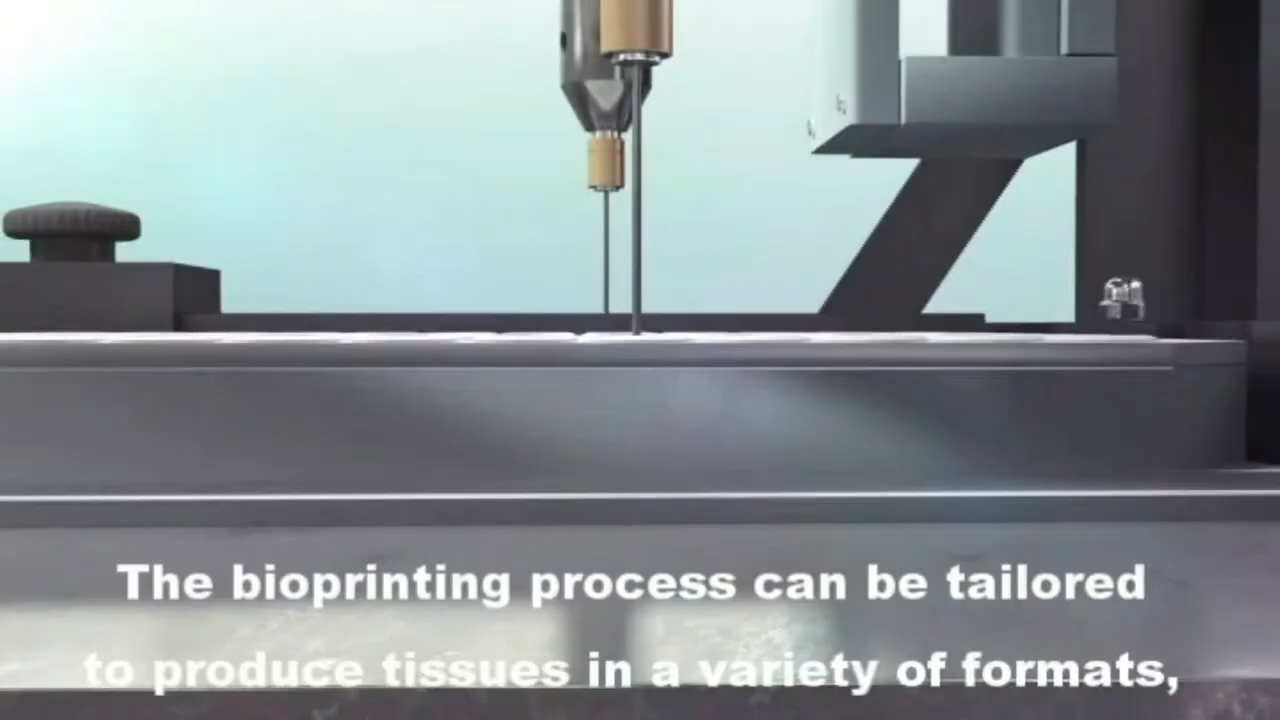 The bioprinting process can be tailored
to produce tissues in a variety of formats,